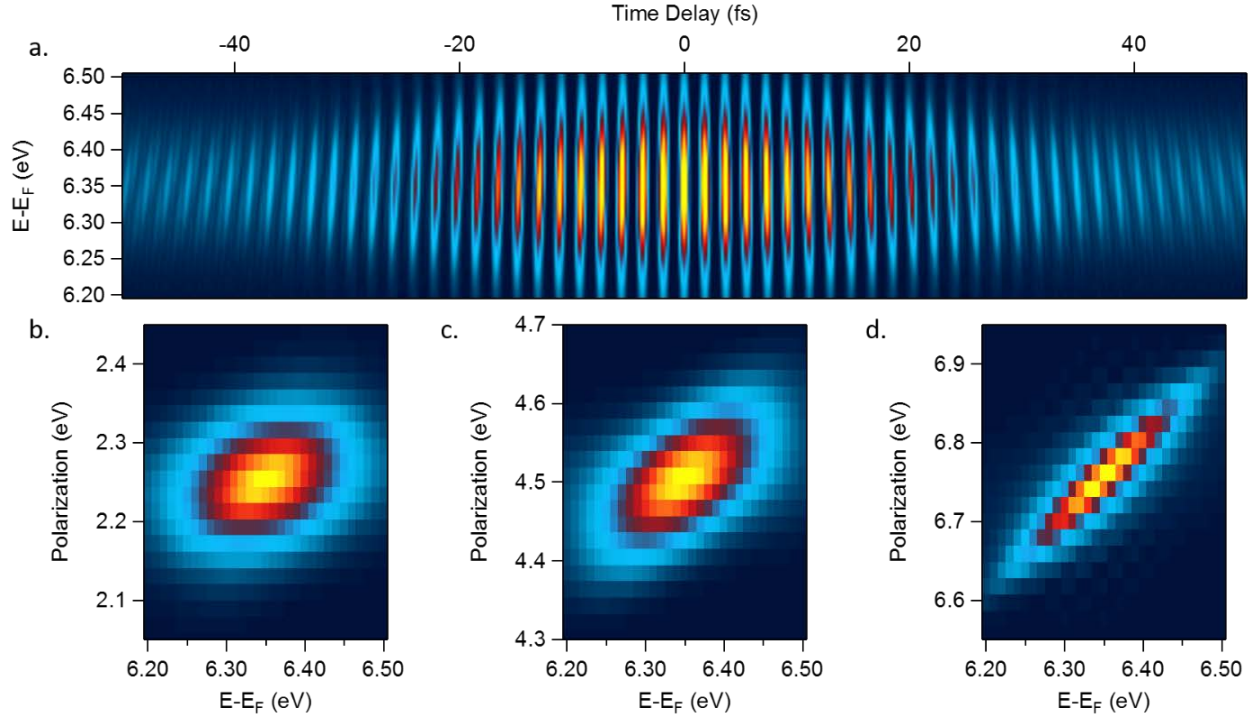 Time Delay (fs)
a.
-40 -20 0 20 40
6.50
6.45
6.40
6.35
6.30
6.25
6.20
E-EF (eV)
b.
2.4
2.3
2.2
2.1
Polarization (eV)
6.20 6.30 6.40 6.50
E-EF (eV)
c.
4.7
4.6
4.5
4.4
4.3
Polarization (eV)
6.20 6.30 6.40 6.50
E-EF (eV)
d.
6.9
6.8
6.7
6.6
Polarization (eV)
6.20 6.30 6.40 6.50
E-EF (eV)